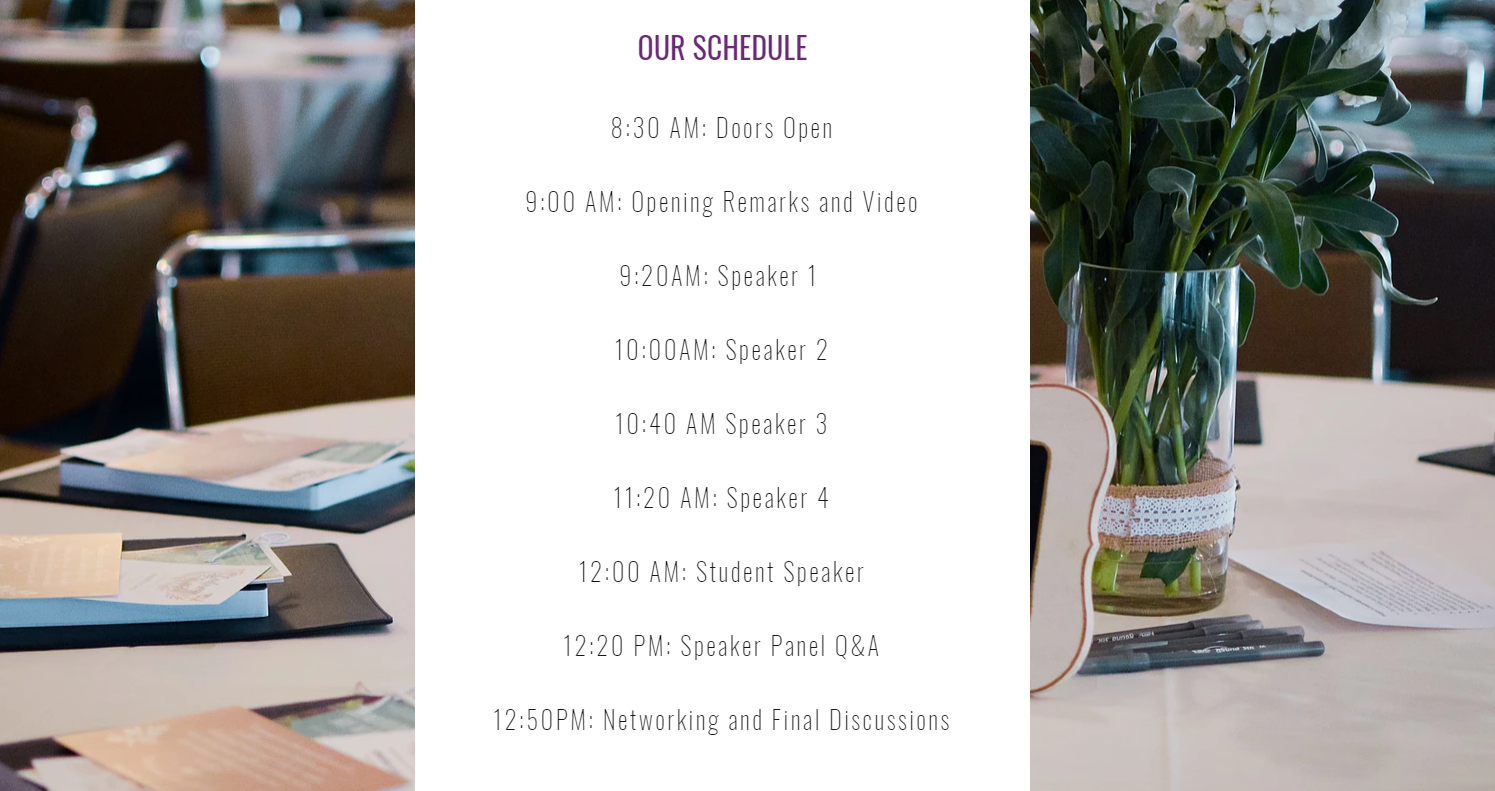 OUR SCHEDULE
8:30 AM: Doors Open
9:00 AM: Opening Remarks and Video
9:20AM: Speaker 1
10:00AM: Speaker 2
10:40 AM Speaker 3
11:20 AM: Speaker 4
12:00 AM: Student Speaker
12:20 PM: Speaker Panel Q&A
12:50PM: Networking and Final Discussions